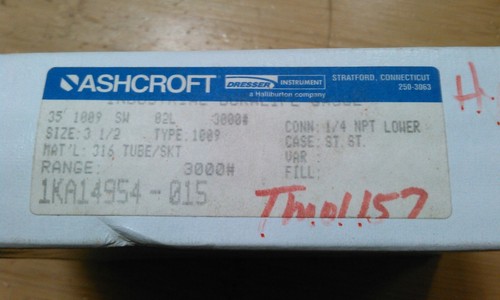 ASHCROFT DRESSER INSTRUMENT STRATFORD, CONNECTICUT
a Halliburton company 250-3063
INDUSTRIAL DURALIFE GAUGE
35 1009 SW 02L 3000#
SIZE: 3 1/2 TYPE: 1009 CONN: 1/4 NPT LOWER
MAT'L: 316 TUBE/SKT CASE: ST.ST.
VAR :
RANGE: 3000# FILL:
1KA14954-015
H.